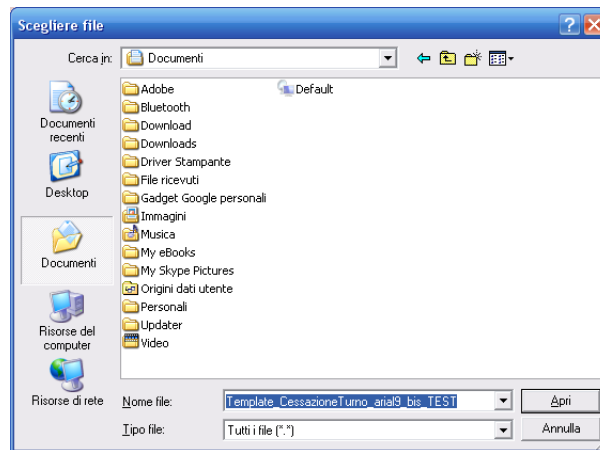 Scegliere file
Cerca in: Documenti
Documenti recenti
Desktop
Documenti
Risorse del computer
Risorse di rete
Adobe
Bluetooth
Download
Downloads
Driver Stampante
File ricevuti
Gadget Google personali
Immagini
Musica
My eBooks
My Skype Pictures
Origini dati utente
Personali
Updater
Video
Default
Nome file: Template_CessazioneTurno_arial9_bis_TEST Apri
Tipo file: Tutti i file (*.*) Annulla